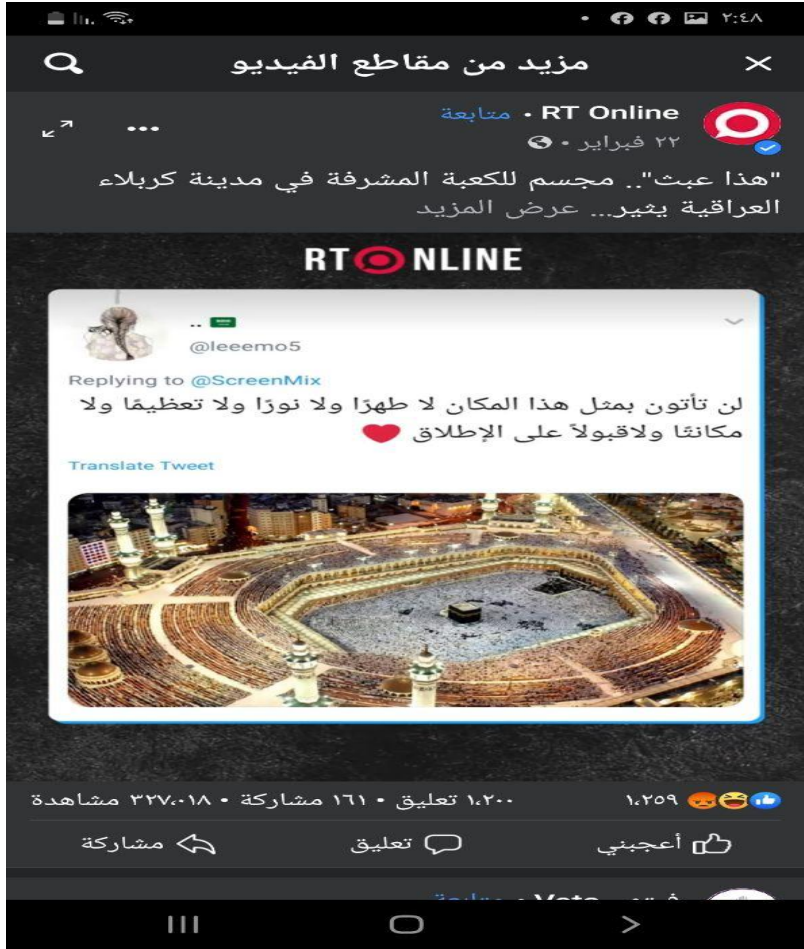 ٢:٤٨
مزيد من مقاطع الفيديو
RT Online • متابعة
٢٢ فبراير •
"هذا عبث".. مجسم للكعبة المشرفة في مدينة كربلاء
العراقية يثير... عرض المزيد
RT ONLINE
..
@leeemo5
Replying to @ScreenMix
لن تأتون بمثل هذا المكان لا طهرًا ولا نورًا ولا تعظيمًا ولا
مكانتًا ولاقبولاً على الإطلاق ❤
Translate Tweet
١،٢٥٩
١،٢٠٠ تعليق • ١٦١ مشاركة • ٣٢٧،٠١٨ مشاهدة
أعجبني
تعليق
مشاركة